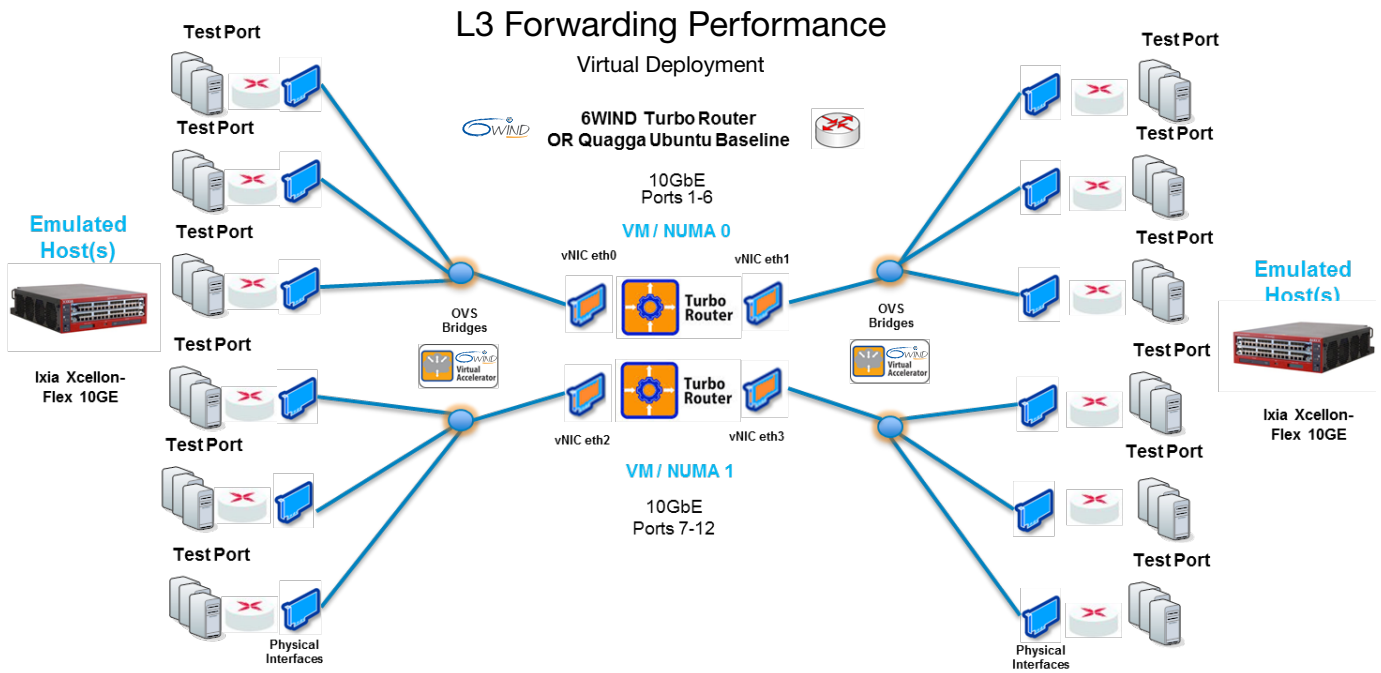 L3 Forwarding Performance
Virtual Deployment
6WIND
6WIND Turbo Router
OR Quagga Ubuntu Baseline
10GbE
Ports 1-6
VM / NUMA 0
Test Port
Test Port
Test Port
Test Port
Test Port
Test Port
Emulated
Host(s)
Ixia Xcellon-
Flex 10GE
Physical
Interfaces
OVS
Bridges
6WIND
Virtual
Accelerator
vNIC eth0
vNIC eth1
Turbo
Router
Turbo
Router
vNIC eth2
vNIC eth3
VM / NUMA 1
10GbE
Ports 7-12
OVS
Bridges
6WIND
Virtual
Accelerator
Test Port
Test Port
Test Port
Test Port
Test Port
Test Port
Emulated
Host(s)
Ixia Xcellon-
Flex 10GE
Physical
Interfaces